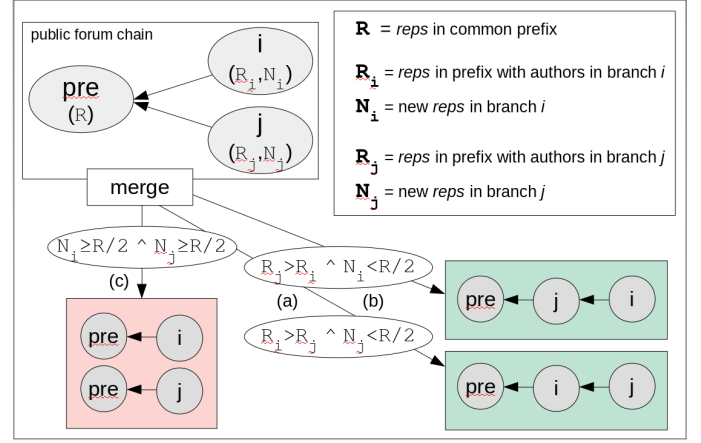 public forum chain
i
(Ri,Ni)
pre
(R)
j
(Rj,Nj)
merge
R = reps in common prefix
Ri = reps in prefix with authors in branch i
Ni = new reps in branch i
Rj = reps in prefix with authors in branch j
Nj = new reps in branch j
Ni≥R/2 ^ Nj≥R/2
(c)
Rj>Ri ^ Ni<R/2
(a) (b)
Ri>Rj ^ Nj<R/2
pre j i
pre i j
pre i
pre j